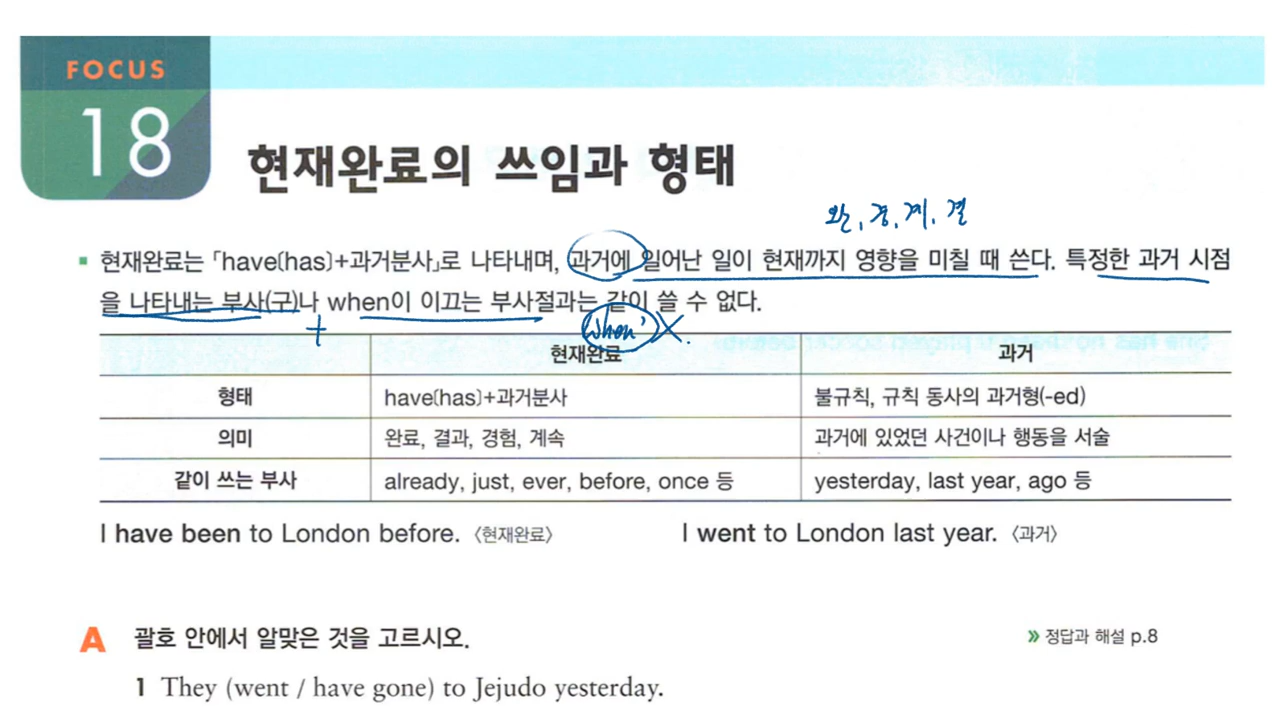 FOCUS
18
현재완료의 쓰임과 형태
완, 경, 계, 결
▪ 현재완료는 「have(has)+과거분사」로 나타내며, 과거에 일어난 일이 현재까지 영향을 미칠 때 쓴다. 특정한 과거 시점
을 나타내는 부사(구)나 when이 이끄는 부사절과는 같이 쓸 수 없다.
+ when X.
현재완료 과거
형태 have(has)+과거분사 불규칙, 규칙 동사의 과거형(-ed)
의미 완료, 결과, 경험, 계속 과거에 있었던 사건이나 행동을 서술
같이 쓰는 부사 already, just, ever, before, once 등 yesterday, last year, ago 등
I have been to London before. 〈현재완료〉 I went to London last year. 〈과거〉
A 괄호 안에서 알맞은 것을 고르시오. » 정답과 해설 p.8
1 They (went / have gone) to Jejudo yesterday.